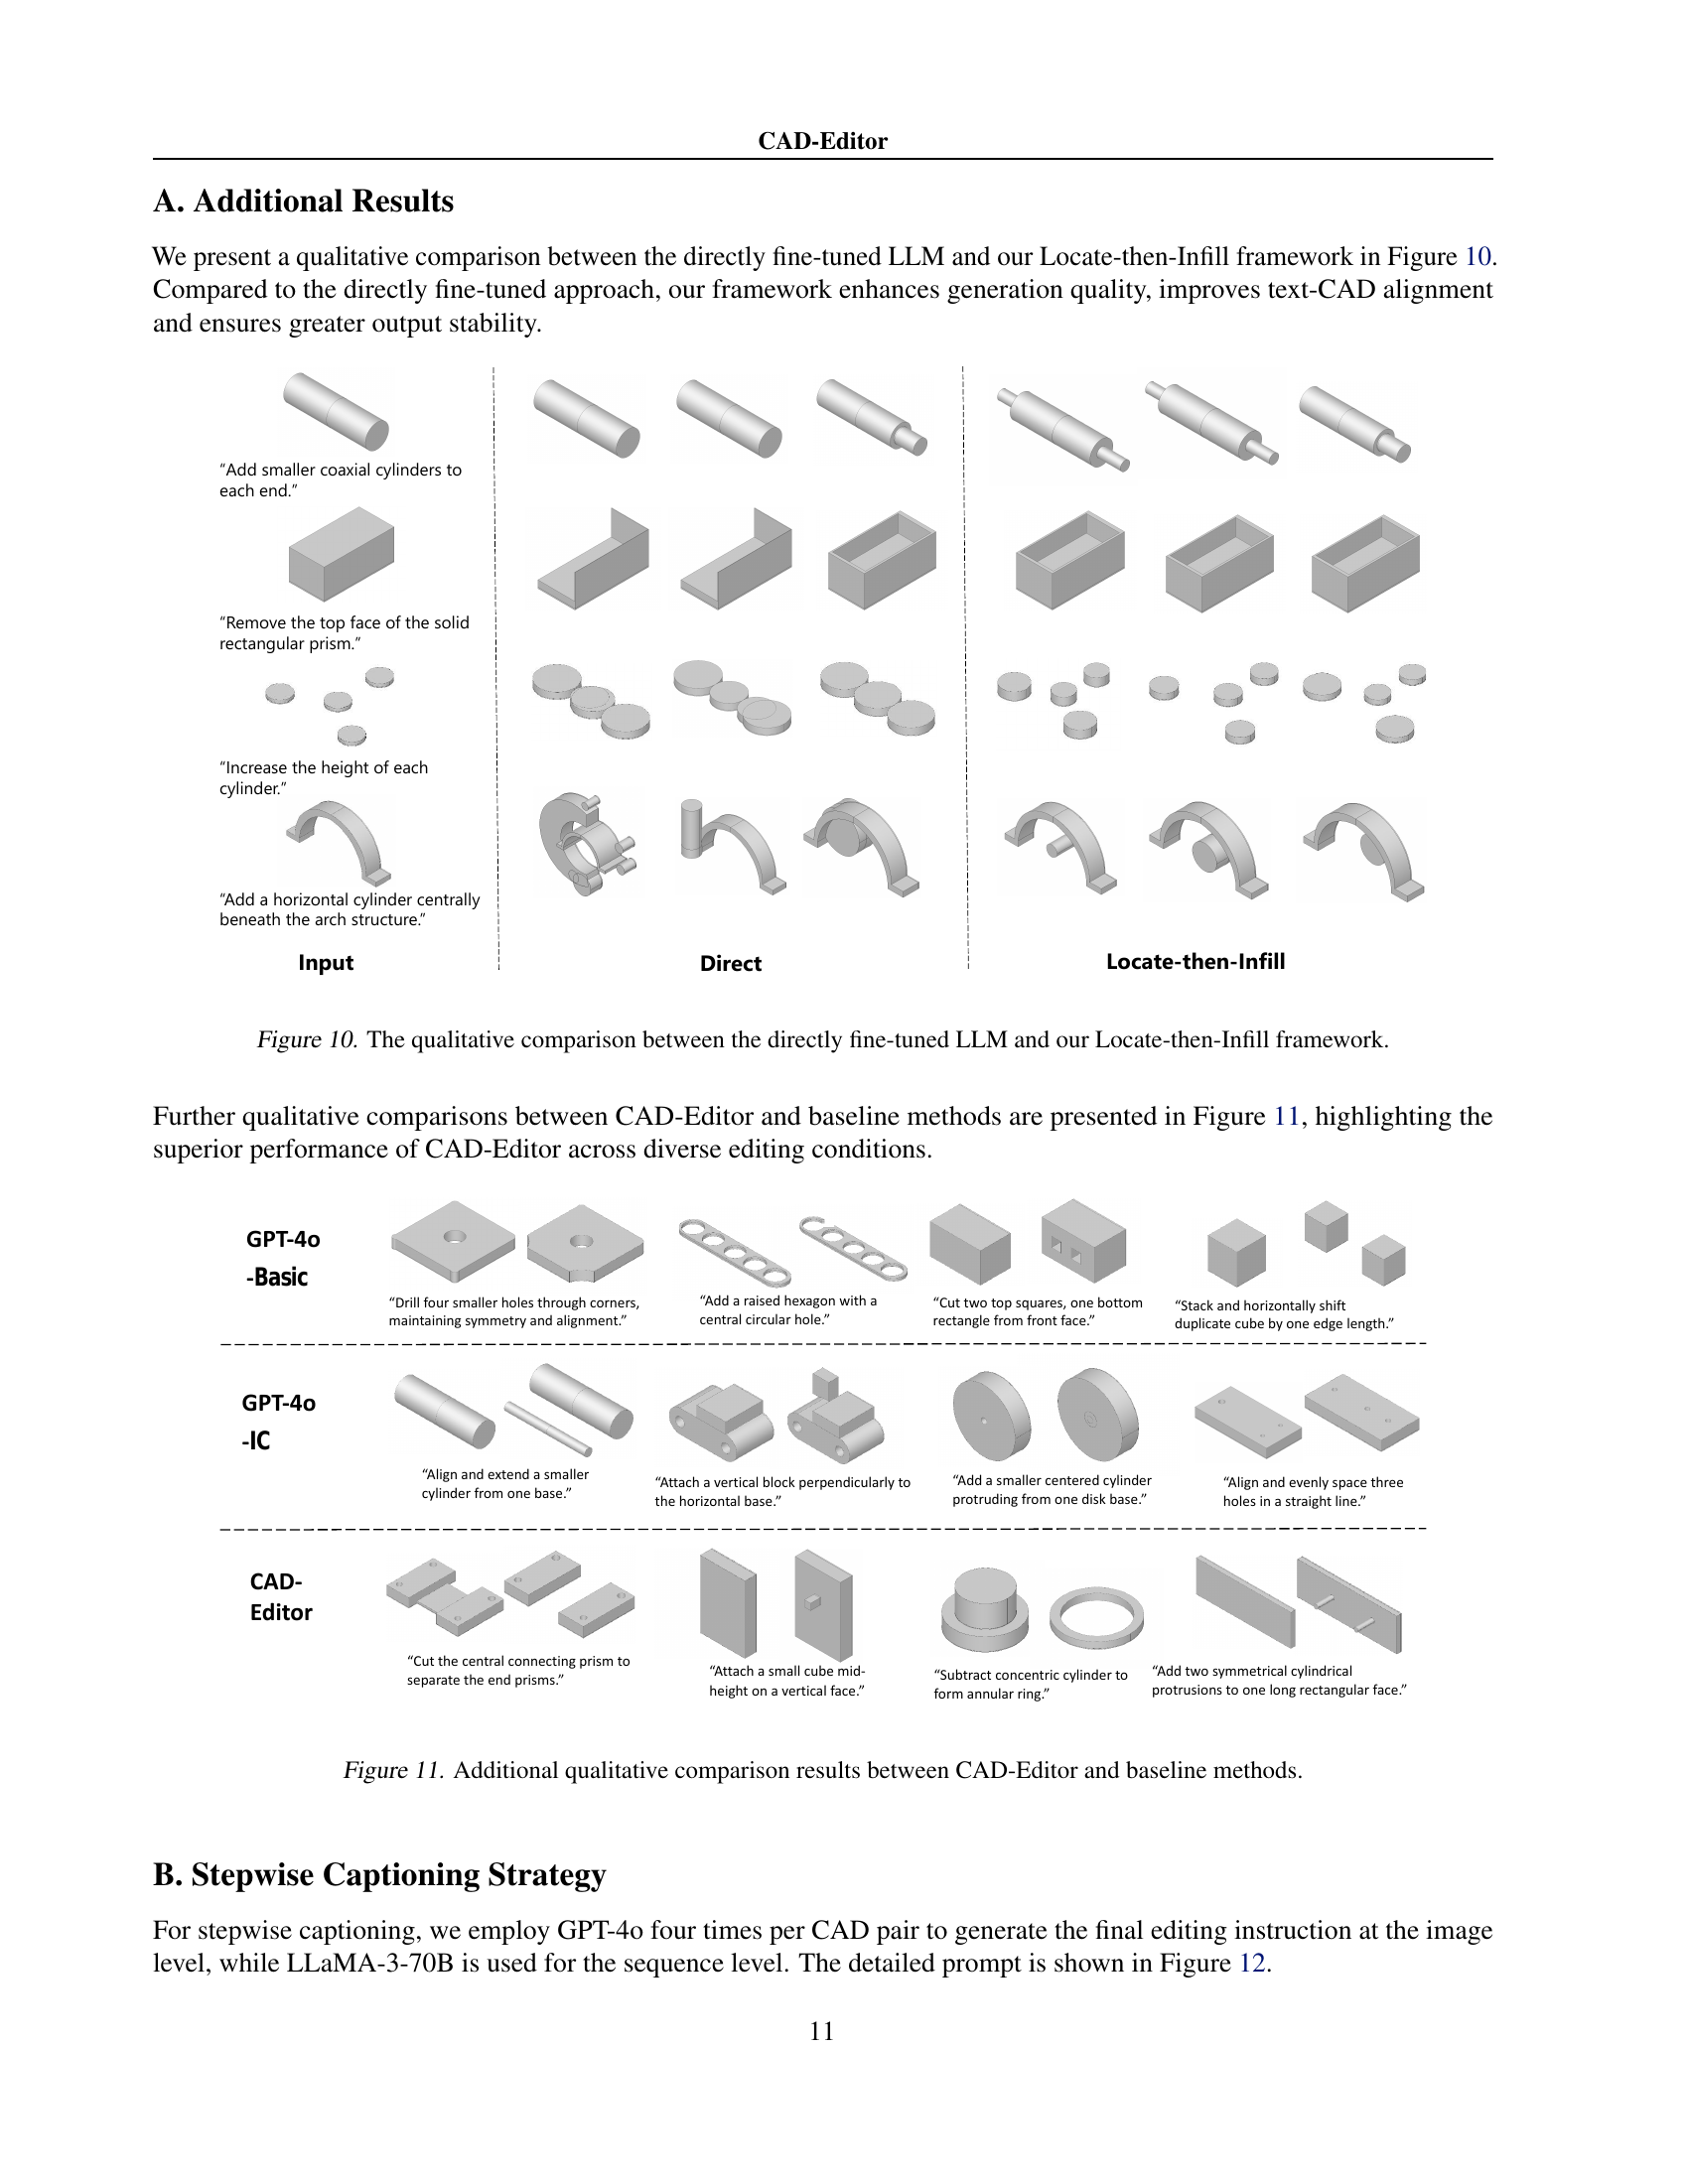 CAD-Editor
A. Additional Results
We present a qualitative comparison between the directly fine-tuned LLM and our Locate-then-Infill framework in Figure 10.
Compared to the directly fine-tuned approach, our framework enhances generation quality, improves text-CAD alignment
and ensures greater output stability.
“Add smaller coaxial cylinders to
each end.”
“Remove the top face of the solid
rectangular prism.”
“Increase the height of each
cylinder.”
“Add a horizontal cylinder centrally
beneath the arch structure.”
Input
Direct
Locate-then-Infill
Figure 10. The qualitative comparison between the directly fine-tuned LLM and our Locate-then-Infill framework.
Further qualitative comparisons between CAD-Editor and baseline methods are presented in Figure 11, highlighting the
superior performance of CAD-Editor across diverse editing conditions.
GPT-4o
-Basic
“Drill four smaller holes through corners,
maintaining symmetry and alignment.”
“Add a raised hexagon with a
central circular hole.”
“Cut two top squares, one bottom
rectangle from front face.”
“Stack and horizontally shift
duplicate cube by one edge length.”
GPT-4o
-IC
“Align and extend a smaller
cylinder from one base.”
“Attach a vertical block perpendicularly to
the horizontal base.”
“Add a smaller centered cylinder
protruding from one disk base.”
“Align and evenly space three
holes in a straight line.”
CAD-
Editor
“Cut the central connecting prism to
separate the end prisms.”
“Attach a small cube mid-
height on a vertical face.”
“Subtract concentric cylinder to
form annular ring.”
“Add two symmetrical cylindrical
protrusions to one long rectangular face.”
Figure 11. Additional qualitative comparison results between CAD-Editor and baseline methods.
B. Stepwise Captioning Strategy
For stepwise captioning, we employ GPT-4o four times per CAD pair to generate the final editing instruction at the image
level, while LLaMA-3-70B is used for the sequence level. The detailed prompt is shown in Figure 12.
11